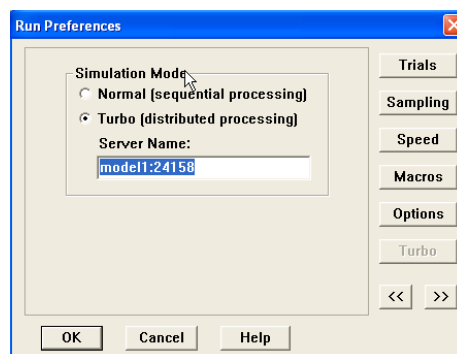 Run Preferences
Simulation Mode
Normal (sequential processing)
Turbo (distributed processing)
Server Name:
model1:24158
Trials
Sampling
Speed
Macros
Options
Turbo
<< >>
OK Cancel Help